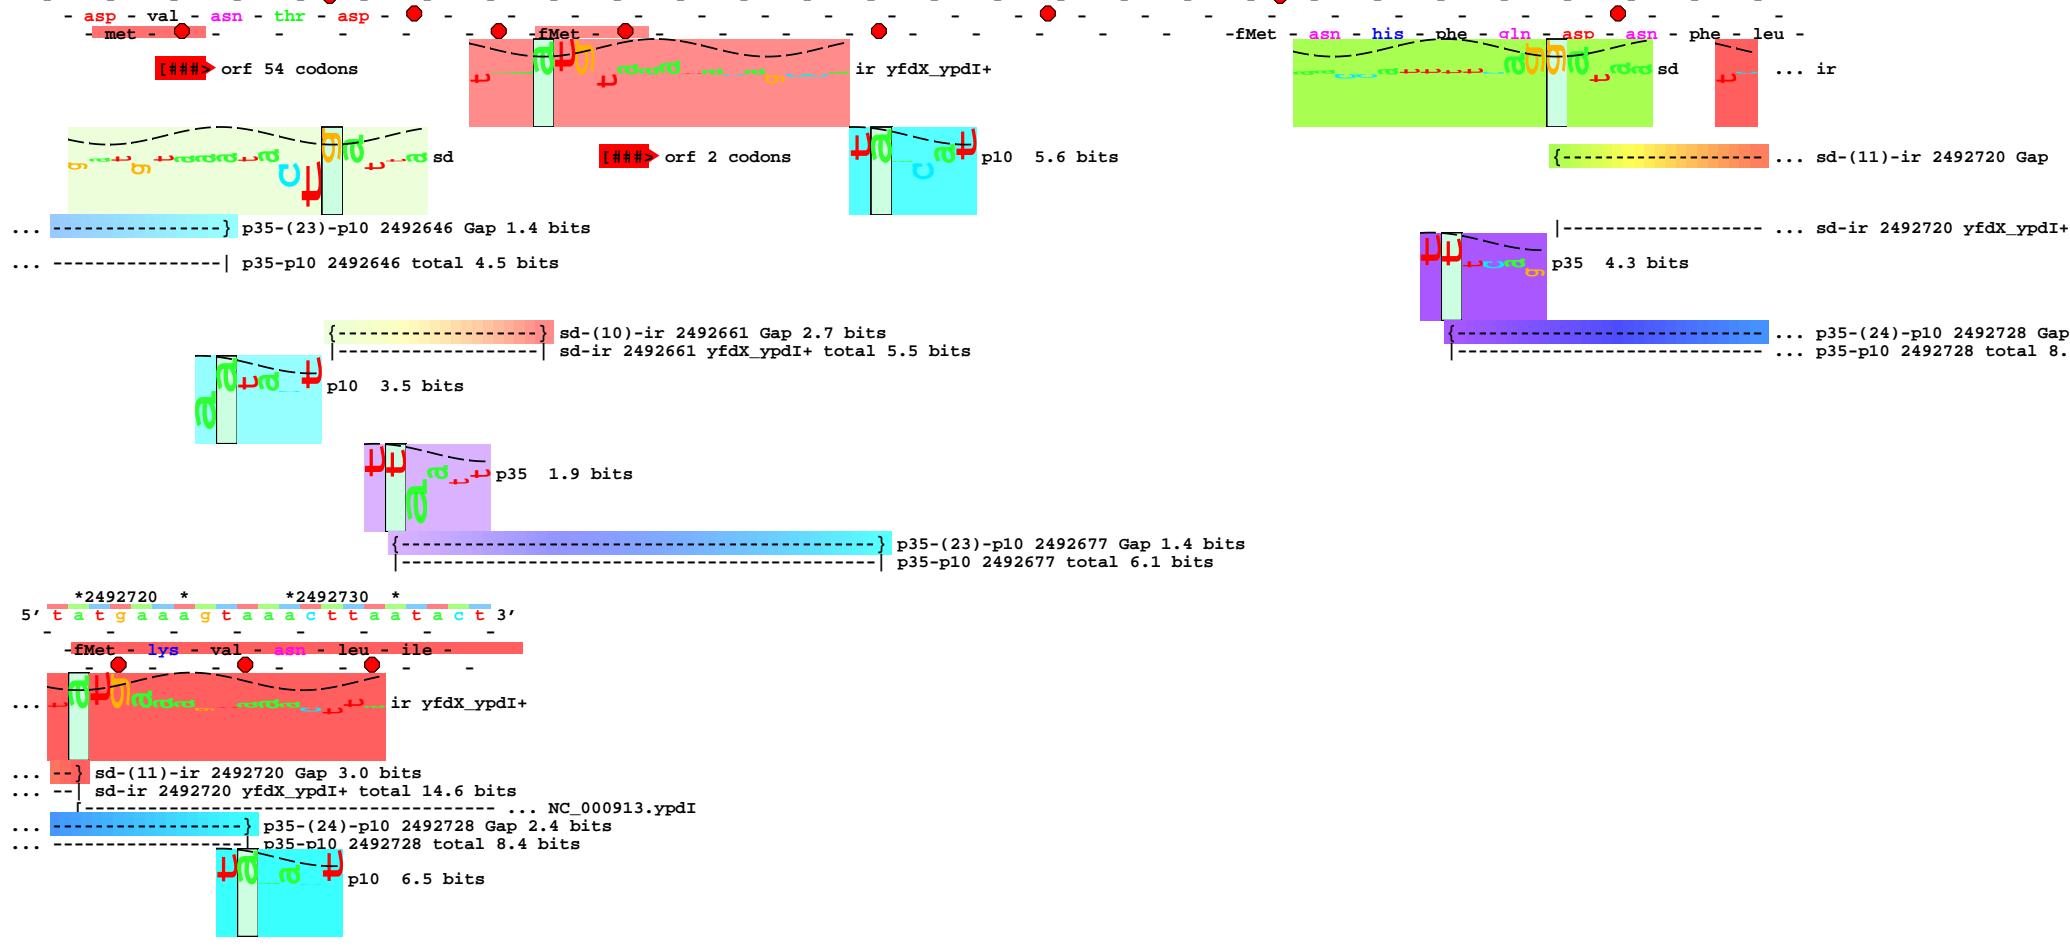 - asp - val - asn - thr - asp -
- met -
-fMet -
-fMet - asn - his - phe - gln - asp - asn - phe - leu -
[###> orf 54 codons
t a t g t a a a a g c c
ir yfdX_ypdI+
sd
... ir
sd
[###> orf 2 codons
t a c a t
p10 5.6 bits
{--------------------- ... sd-(11)-ir 2492720 Gap
... -----------------} p35-(23)-p10 2492646 Gap 1.4 bits
|-------------------- ... sd-ir 2492720 yfdX_ypdI+
... ----------------| p35-p10 2492646 total 4.5 bits
t t t c a g
p35 4.3 bits
{--------------------} sd-(10)-ir 2492661 Gap 2.7 bits
{------------------------------ ... p35-(24)-p10 2492728 Gap
|-------------------| sd-ir 2492661 yfdX_ypdI+ total 5.5 bits
|----------------------------- ... p35-p10 2492728 total 8.
a a t a t
p10 3.5 bits
t t a a t t
p35 1.9 bits
{----------------------------------------------} p35-(23)-p10 2492677 Gap 1.4 bits
|----------------------------------------------| p35-p10 2492677 total 6.1 bits
*2492720 * *2492730 *
5' t a t g a a a g t a a a c t t a a t a c t 3'
-fMet - lys - val - asn - leu - ile -
... ir yfdX_ypdI+
... --} sd-(11)-ir 2492720 Gap 3.0 bits
... --| sd-ir 2492720 yfdX_ypdI+ total 14.6 bits
[--------------------------------------- ... NC_000913.ypdI
... ------------------} p35-(24)-p10 2492728 Gap 2.4 bits
... ------------------| p35-p10 2492728 total 8.4 bits
t a a t
p10 6.5 bits